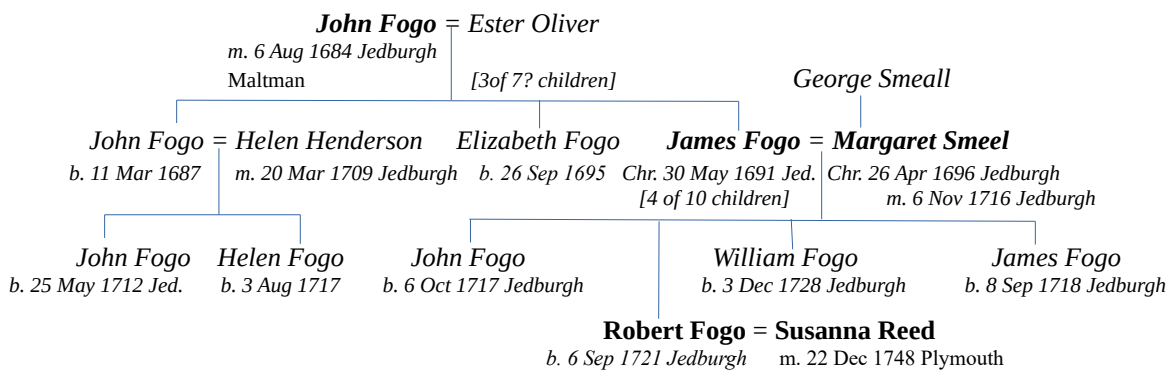 John Fogo = Ester Oliver
m. 6 Aug 1684 Jedburgh
Maltman [3of 7? children] George Smeall
John Fogo = Helen Henderson Elizabeth Fogo James Fogo = Margaret Smeel
b. 11 Mar 1687 m. 20 Mar 1709 Jedburgh b. 26 Sep 1695 Chr. 30 May 1691 Jed. Chr. 26 Apr 1696 Jedburgh
[4 of 10 children] m. 6 Nov 1716 Jedburgh
John Fogo Helen Fogo John Fogo William Fogo James Fogo
b. 25 May 1712 Jed. b. 3 Aug 1717 b. 6 Oct 1717 Jedburgh b. 3 Dec 1728 Jedburgh b. 8 Sep 1718 Jedburgh
Robert Fogo = Susanna Reed
b. 6 Sep 1721 Jedburgh m. 22 Dec 1748 Plymouth